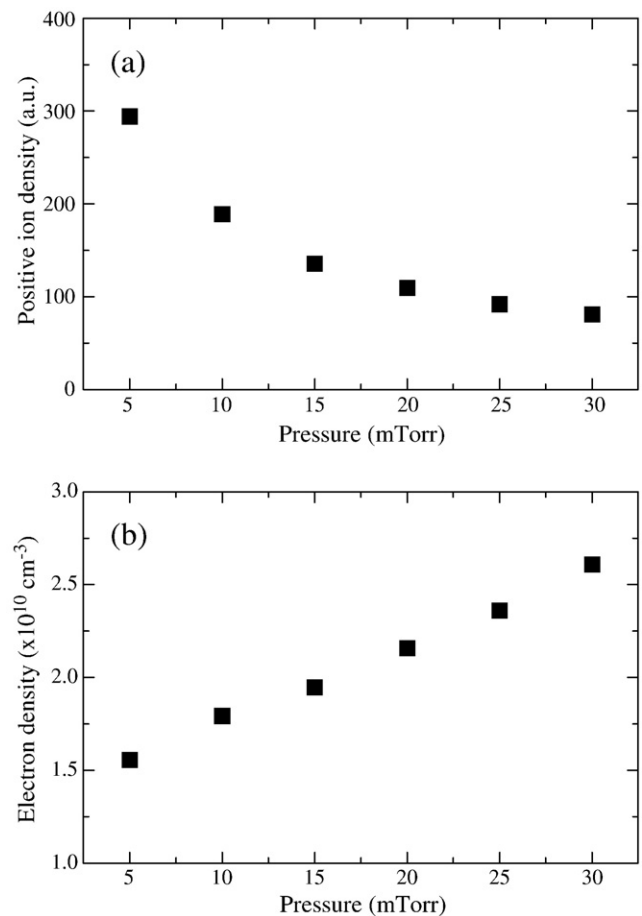 400
(a)
300
200
100
0
Positive ion density (a.u.)
5 10 15 20 25 30
Pressure (mTorr)
3.0
(b)
2.5
2.0
1.5
1.0
Electron density (x10¹⁰ cm⁻³)
5 10 15 20 25 30
Pressure (mTorr)